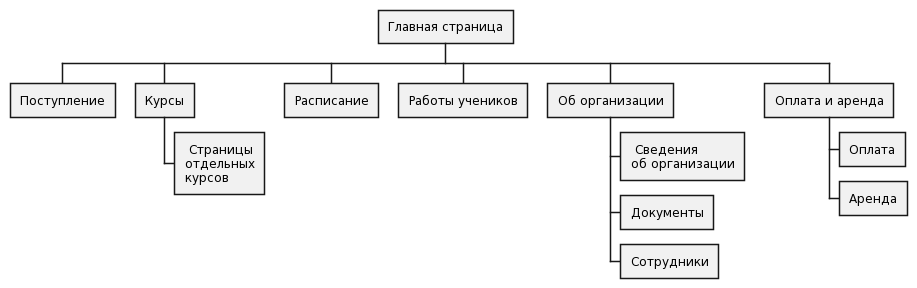 Главная страница
Поступление
Курсы
Расписание
Работы учеников
Об организации
Оплата и аренда
Страницы
отдельных
курсов
Сведения
об организации
Документы
Сотрудники
Оплата
Аренда